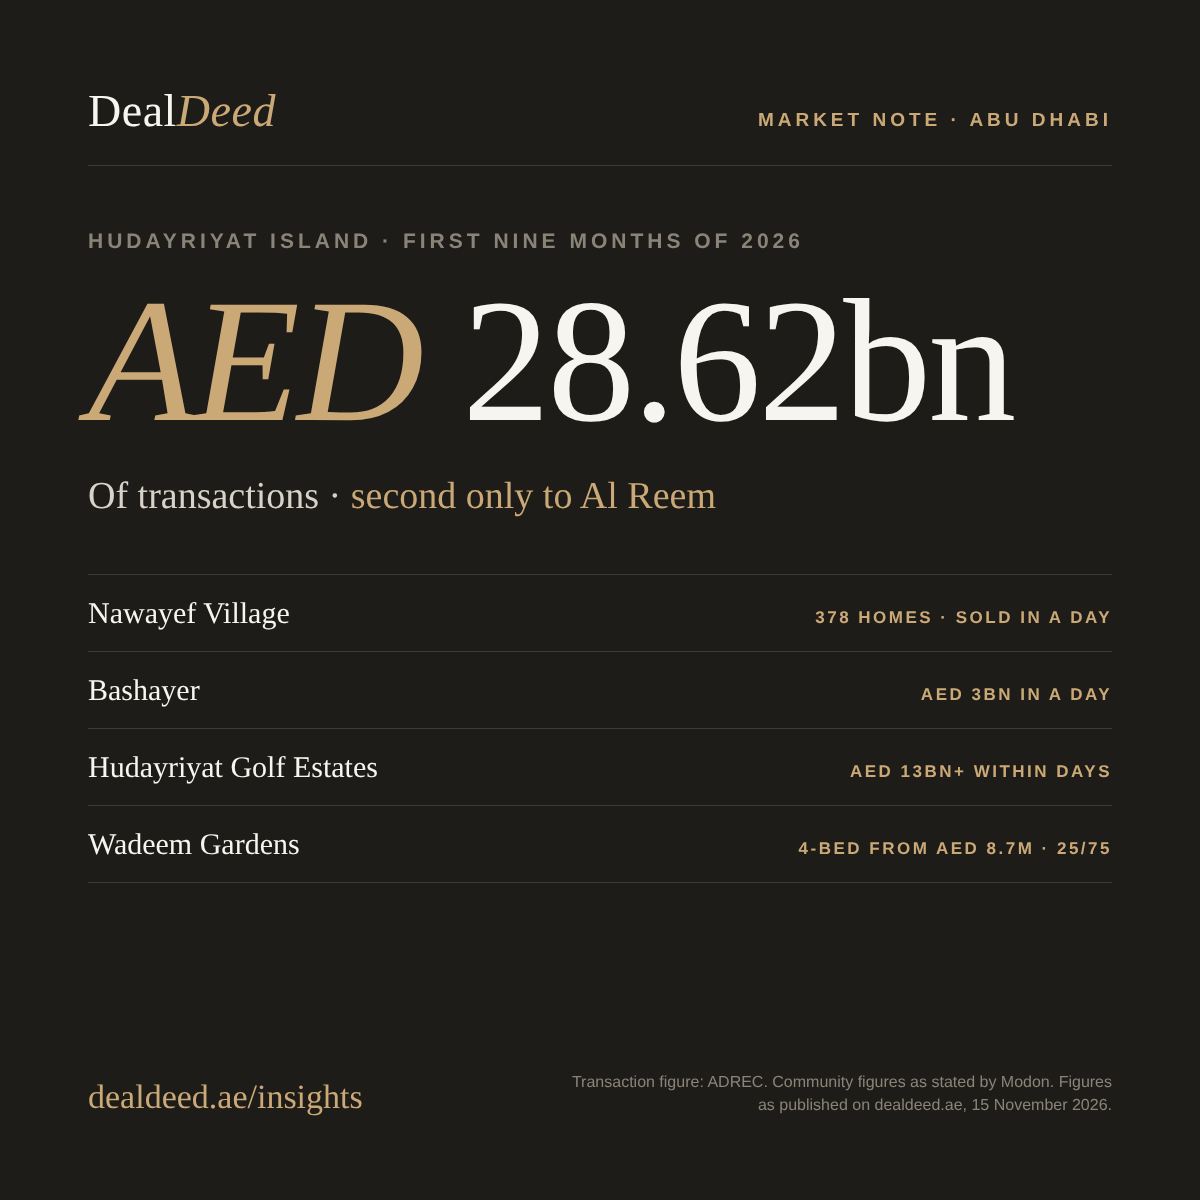 DealDeed
MARKET NOTE · ABU DHABI
HUDAYRIYAT ISLAND · FIRST NINE MONTHS OF 2026
AED 28.62bn
Of transactions · second only to Al Reem
Nawayef Village
378 HOMES · SOLD IN A DAY
Bashayer
AED 3BN IN A DAY
Hudayriyat Golf Estates
AED 13BN+ WITHIN DAYS
Wadeem Gardens
4-BED FROM AED 8.7M · 25/75
dealdeed.ae/insights
Transaction figure: ADREC. Community figures as stated by Modon. Figures
as published on dealdeed.ae, 15 November 2026.